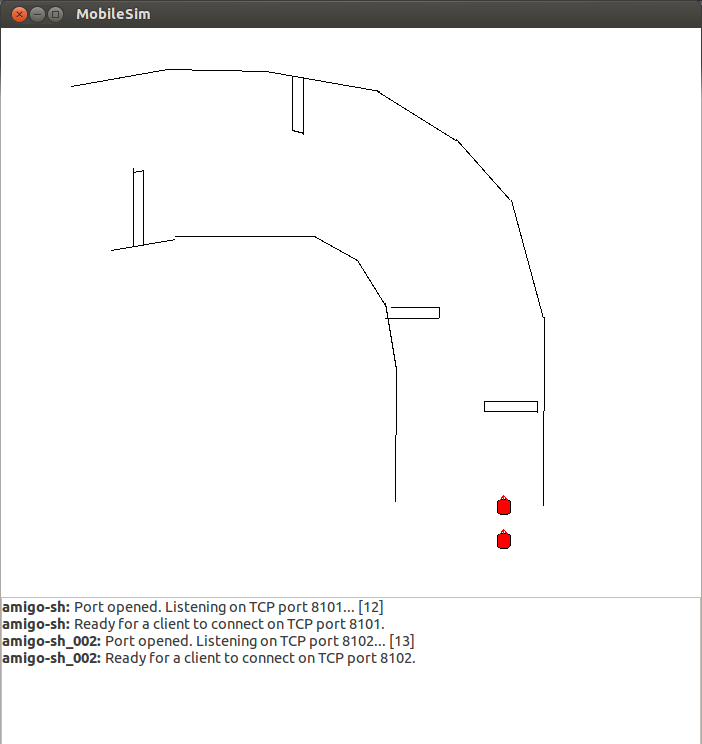 MobileSim
amigo-sh: Port opened. Listening on TCP port 8101... [12]
amigo-sh: Ready for a client to connect on TCP port 8101.
amigo-sh_002: Port opened. Listening on TCP port 8102... [13]
amigo-sh_002: Ready for a client to connect on TCP port 8102.